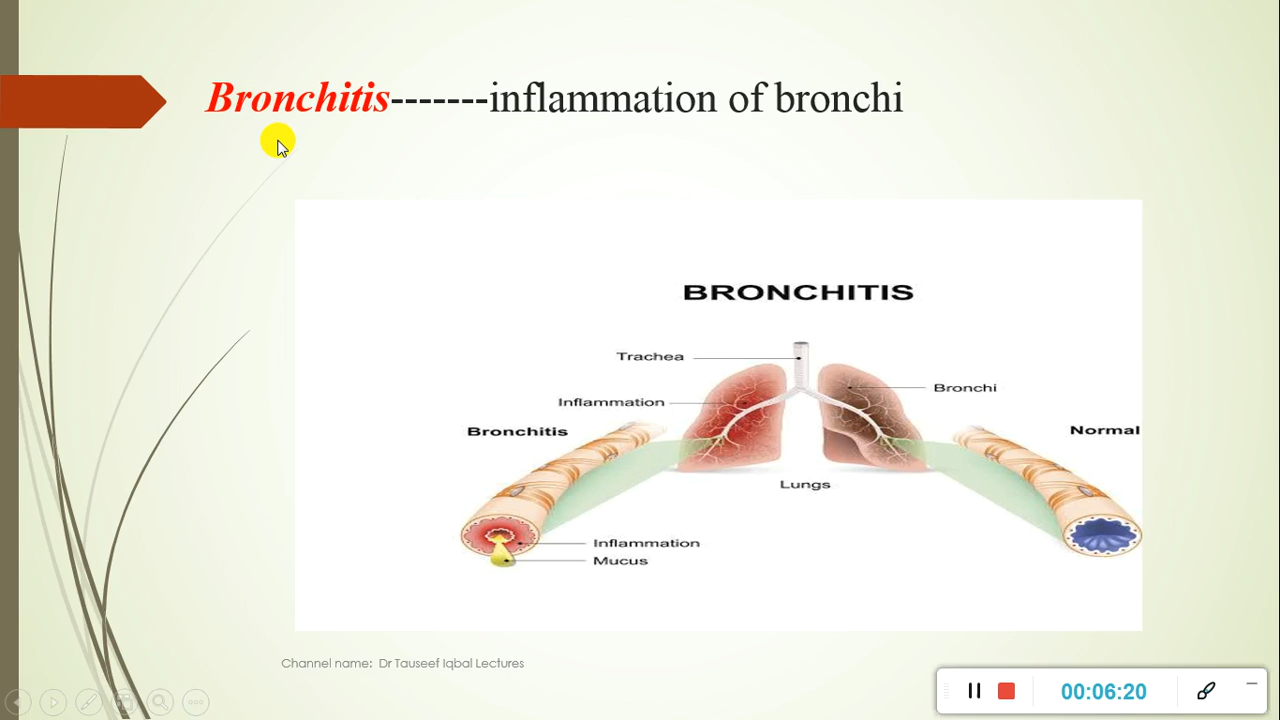 Bronchitis-------inflammation of bronchi
BRONCHITIS
Trachea
Bronchi
Inflammation
Bronchitis
Normal
Lungs
Inflammation
Mucus
Channel name: Dr Tauseef Iqbal Lectures
00:06:20